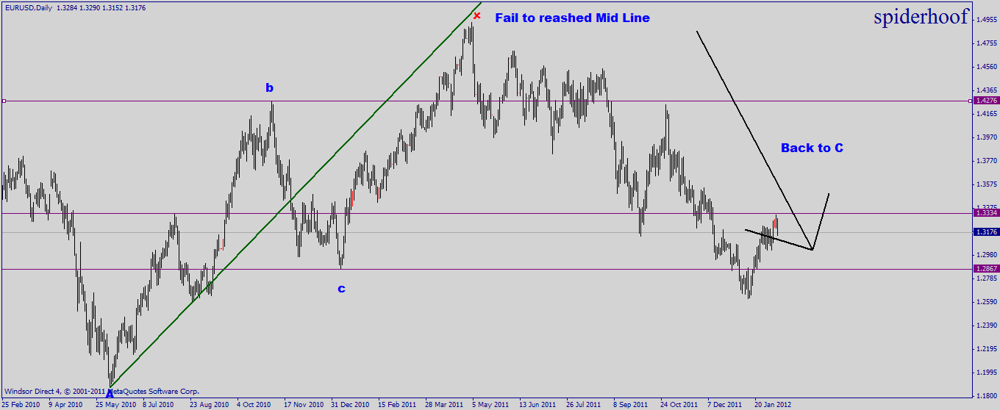 EURUSD,Daily 1.3284 1.3290 1.3152 1.3176
Fail to reashed Mid Line
spiderhoof
1.4955
1.4755
1.4560
b
1.4365
1.4276
1.4165
1.3970
Back to C
1.3770
1.3575
1.3375
1.3334
1.3176
1.2980
1.2867
1.2785
c
1.2590
1.2390
1.2195
1.1995
Windsor Direct 4, © 2001-2011 MetaQuotes Software Corp.
A
1.1800
25 Feb 2010 9 Apr 2010 25 May 2010 8 Jul 2010 23 Aug 2010 4 Oct 2010 17 Nov 2010 31 Dec 2010 15 Feb 2011 28 Mar 2011 5 May 2011 13 Jun 2011 26 Jul 2011 8 Sep 2011 24 Oct 2011 7 Dec 2011 20 Jan 2012